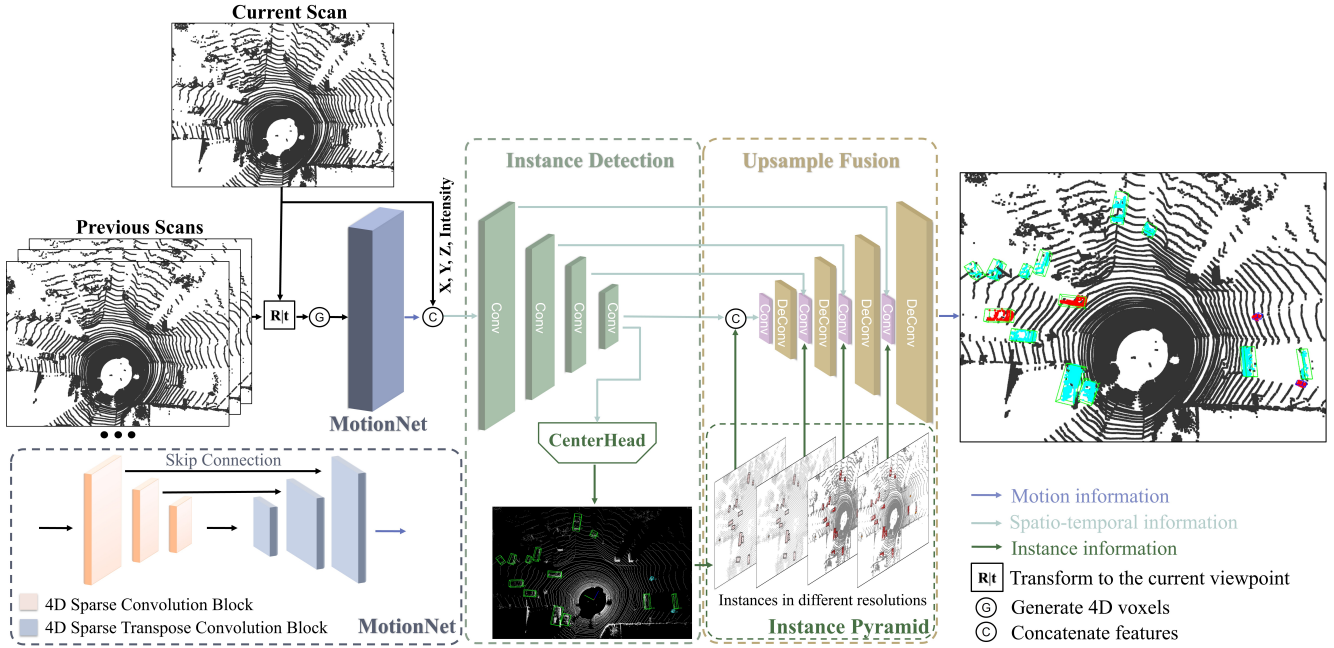 Current Scan
Previous Scans
R|t
G
MotionNet
C
X, Y, Z, Intensity
Instance Detection
Conv
Conv
Conv
Conv
CenterHead
Upsample Fusion
C
Conv
DeConv
Conv
DeConv
Conv
DeConv
Conv
DeConv
Instances in different resolutions
Instance Pyramid
Skip Connection
4D Sparse Convolution Block
4D Sparse Transpose Convolution Block
MotionNet
Motion information
Spatio-temporal information
Instance information
R|t Transform to the current viewpoint
G Generate 4D voxels
C Concatenate features